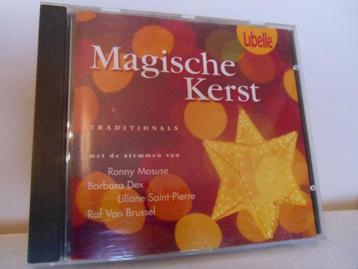 Libelle
Magische
Kerst
TRADITIONALS
met de stemmen van
Ronny Mosuse
Barbara Dex
Liliane Saint-Pierre
Raf Van Brussel